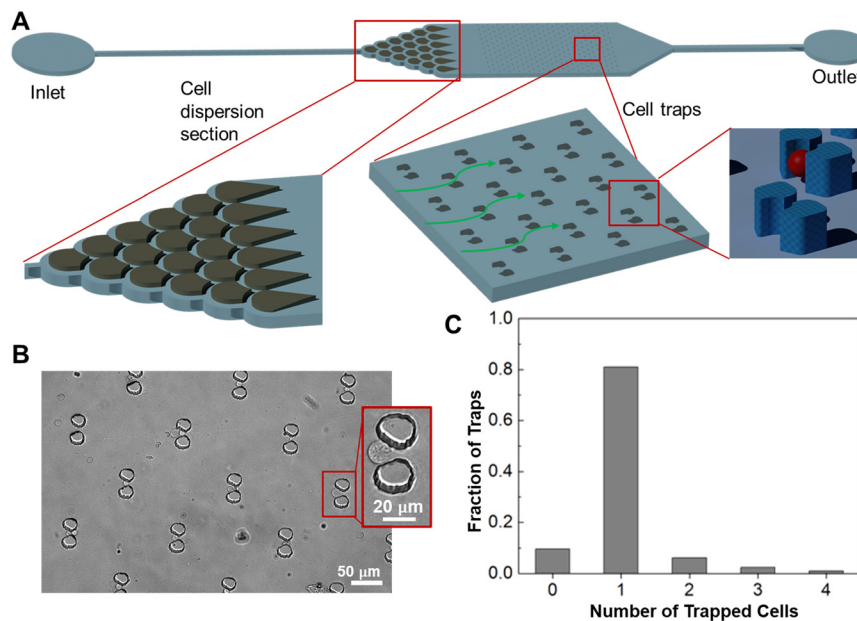 A
Inlet
Cell
dispersion
section
Cell traps
Outlet
B
20 μm
50 μm
C
Fraction of Traps
1.0
0.8
0.6
0.4
0.2
0.0
0 1 2 3 4
Number of Trapped Cells